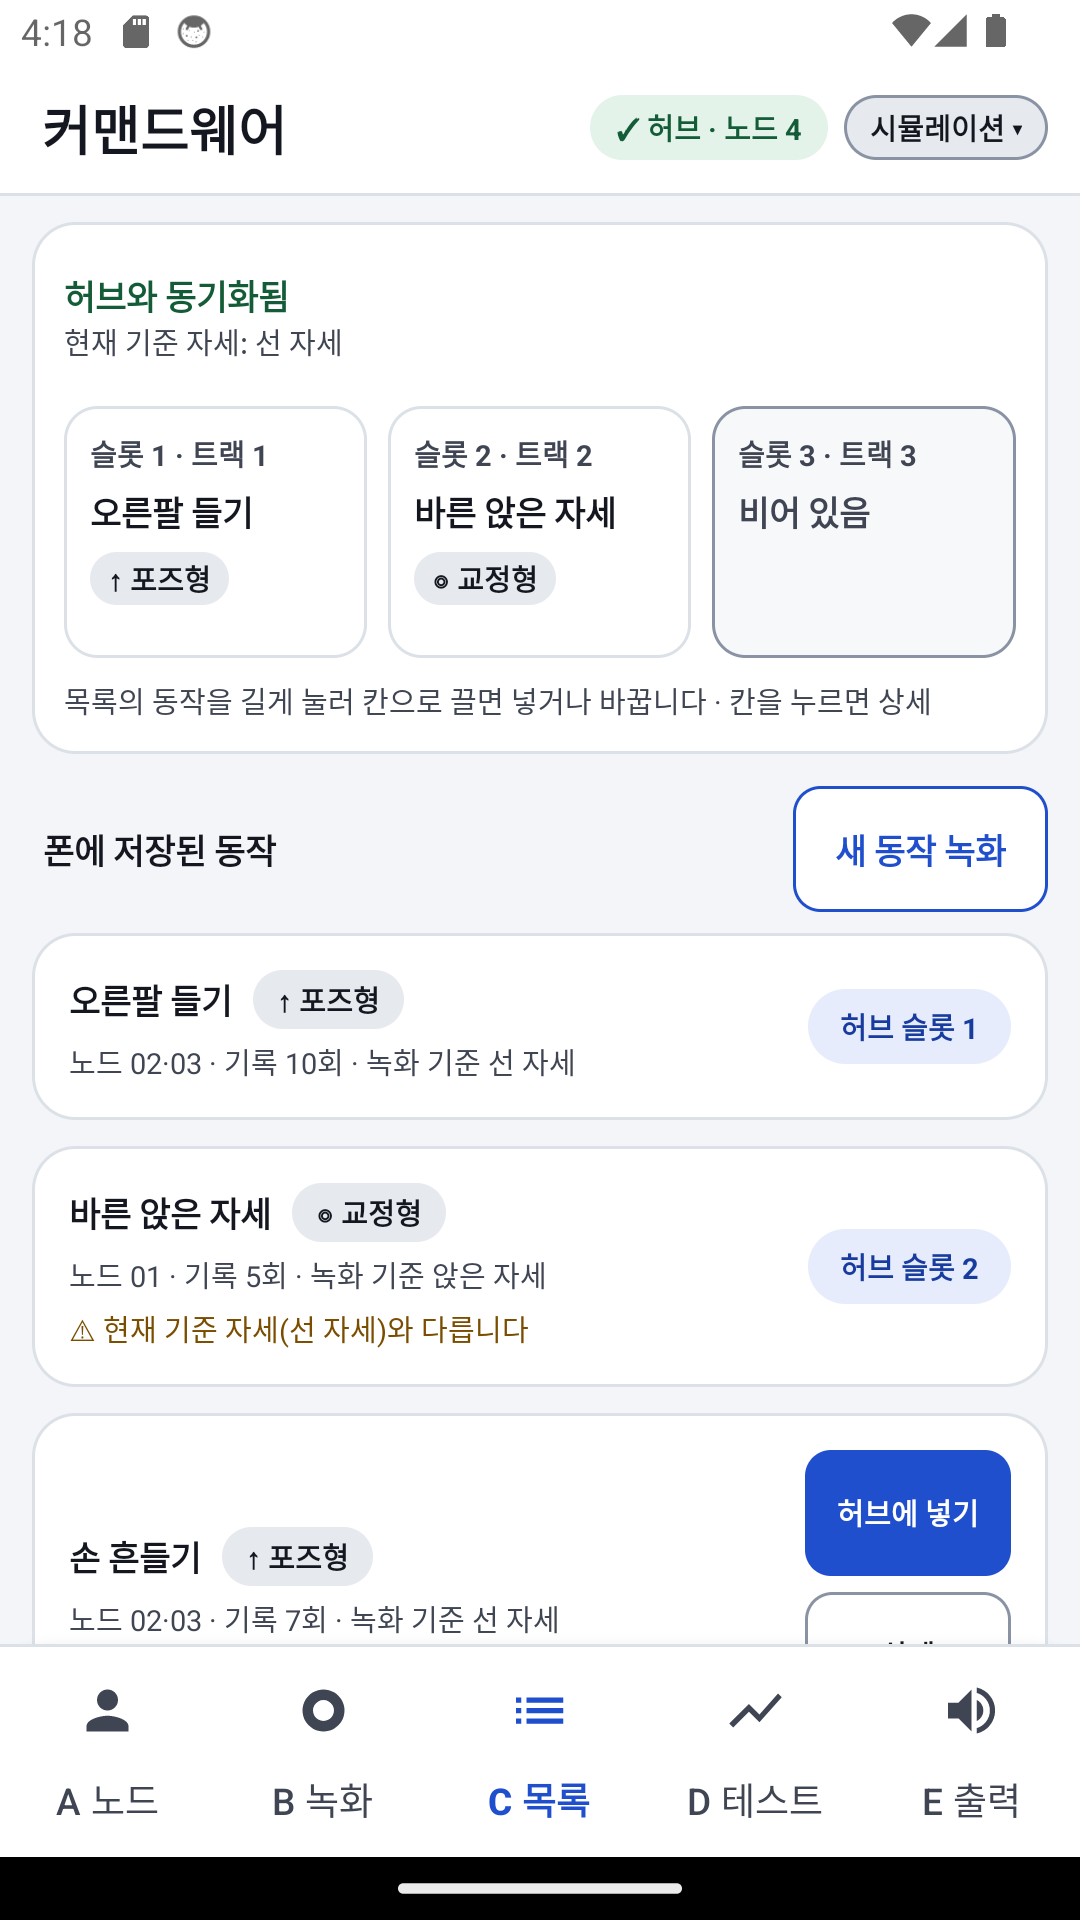 4:18
커맨드웨어
✓ 허브 · 노드 4
시뮬레이션 ▾
허브와 동기화됨
현재 기준 자세: 선 자세
슬롯 1 · 트랙 1
오른팔 들기
↑ 포즈형
슬롯 2 · 트랙 2
바른 앉은 자세
◎ 교정형
슬롯 3 · 트랙 3
비어 있음
목록의 동작을 길게 눌러 칸으로 끌면 넣거나 바꿉니다 · 칸을 누르면 상세
폰에 저장된 동작
새 동작 녹화
오른팔 들기
↑ 포즈형
노드 02·03 · 기록 10회 · 녹화 기준 선 자세
허브 슬롯 1
바른 앉은 자세
◎ 교정형
노드 01 · 기록 5회 · 녹화 기준 앉은 자세
⚠ 현재 기준 자세(선 자세)와 다릅니다
허브 슬롯 2
손 흔들기
↑ 포즈형
노드 02·03 · 기록 7회 · 녹화 기준 선 자세
허브에 넣기
A 노드
B 녹화
C 목록
D 테스트
E 출력